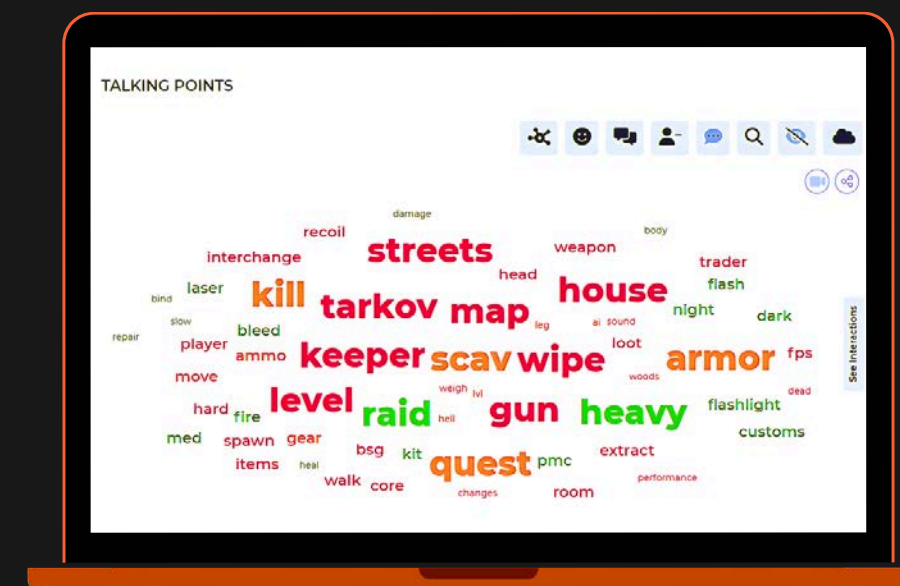 TALKING POINTS
damage
recoil
streets
body
interchange
weapon
head
trader
laser
kill
tarkov
map
house
flash
bind
slow
leg
ai
sound
night
dark
repair
bleed
player
ammo
keeper
scav
wipe
loot
armor
fps
move
woods
hard
fire
level
raid
weigh
lvl
hell
gun
heavy
dead
flashlight
med
spawn
gear
bsg
kit
customs
items
heal
quest
pmc
extract
walk
core
changes
room
performance
See Interactions